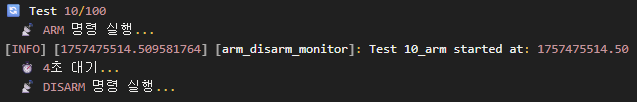 🔄 Test 10/100
📡 ARM 명령 실행...
[INFO] [1757475514.509581764] [arm_disarm_monitor]: Test 10_arm started at: 1757475514.50
⏱ 4초 대기...
📡 DISARM 명령 실행...